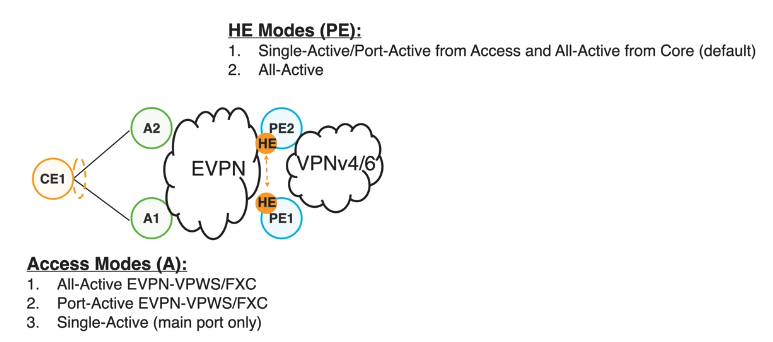 HE Modes (PE):
1. Single-Active/Port-Active from Access and All-Active from Core (default)
2. All-Active
A2
PE2
HE
CE1
EVPN
VPNv4/6
HE
A1
PE1
Access Modes (A):
1. All-Active EVPN-VPWS/FXC
2. Port-Active EVPN-VPWS/FXC
3. Single-Active (main port only)